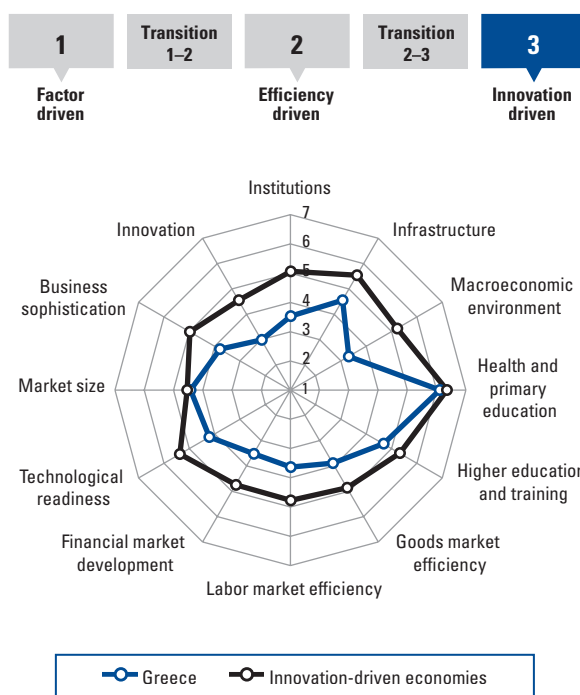 1
Transition
1–2
2
Transition
2–3
3
Factor
driven
Efficiency
driven
Innovation
driven
Institutions
Infrastructure
Macroeconomic
environment
Health and
primary
education
Higher education
and training
Goods market
efficiency
Labor market efficiency
Financial market
development
Technological
readiness
Market size
Business
sophistication
Innovation
7
6
5
4
3
2
1
Greece
Innovation-driven economies